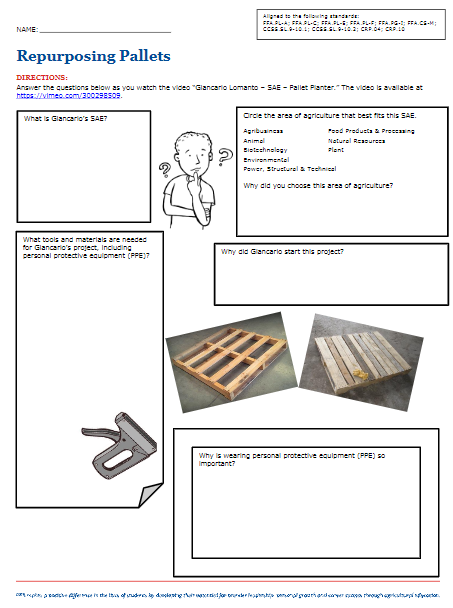 Aligned to the following standards:
FFA.PL-A; FFA.PL-C; FFA.PL-E; FFA.PL-F; FFA.PG-I; FFA.CS-M;
CCSS.SL.9-10.1; CCSS.SL.9-10.2; CRP.04; CRP.10
NAME:
Repurposing Pallets
DIRECTIONS:
Answer the questions below as you watch the video “Giancarlo Lomanto – SAE – Pallet Planter.” The video is available at
https://vimeo.com/300298509.
What is Giancarlo’s SAE?
Circle the area of agriculture that best fits this SAE.
Agribusiness Food Products & Processing
Animal Natural Resources
Biotechnology Plant
Environmental
Power, Structural & Technical
Why did you choose this area of agriculture?
What tools and materials are needed
for Giancarlo’s project, including
personal protective equipment (PPE)?
Why did Giancarlo start this project?
Why is wearing personal protective equipment (PPE) so
important?
FFA makes a positive difference in the lives of students by developing their potential for premier leadership, personal growth and career success through agricultural education.